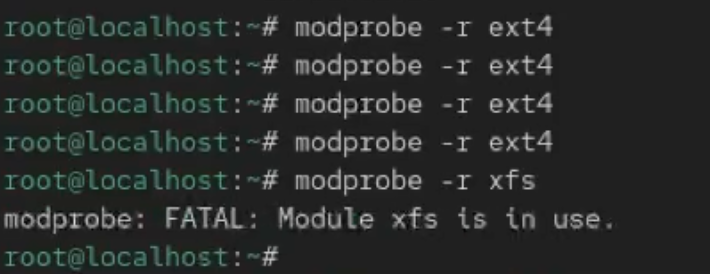 root@localhost:~# modprobe -r ext4
root@localhost:~# modprobe -r ext4
root@localhost:~# modprobe -r ext4
root@localhost:~# modprobe -r ext4
root@localhost:~# modprobe -r xfs
modprobe: FATAL: Module xfs is in use.
root@localhost:~#